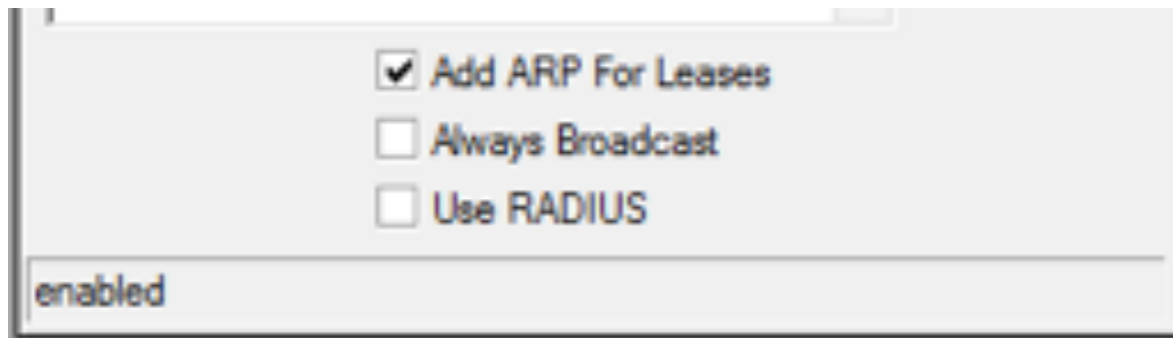 Add ARP For Leases
Always Broadcast
Use RADIUS
enabled